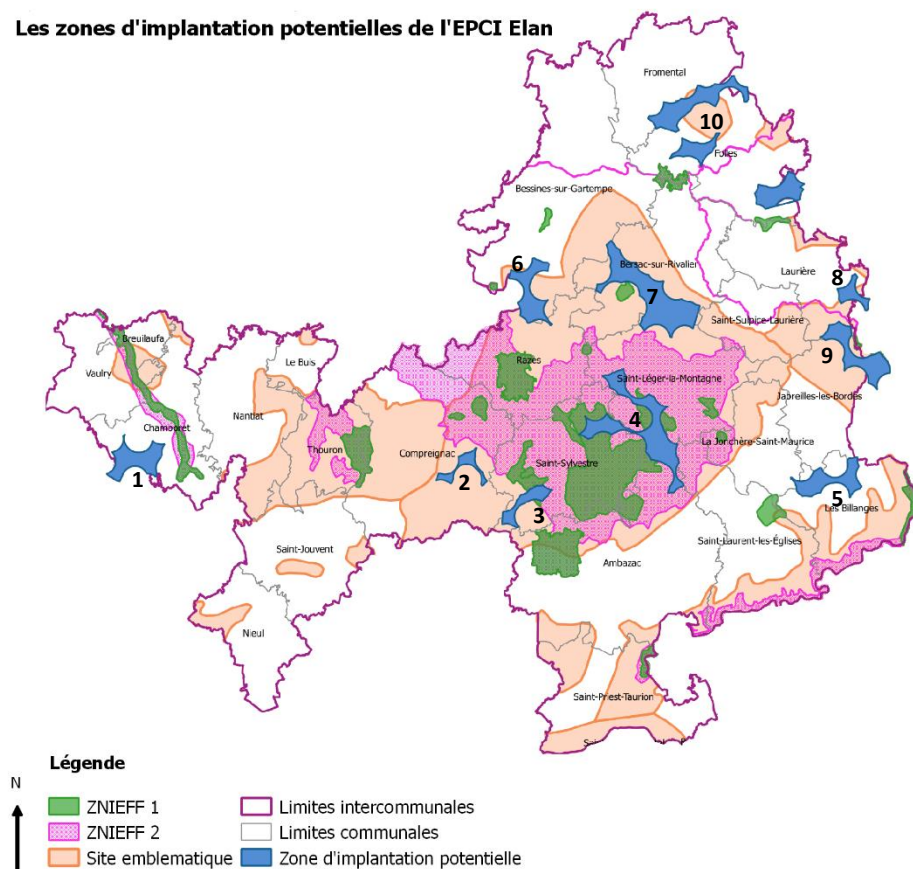 Les zones d'implantation potentielles de l'EPCI Elan
Fromental
10
Folles
Bessines-sur-Gartempe
6
Bersac-sur-Rivalier
Laurière
8
7
Saint-Sulpice-Laurière
9
Breuilaufa
Le Buis
Razes
Vaulry
Saint-Léger-la-Montagne
Jabreilles-les-Bordes
Nantiat
Chamboret
4
La Jonchère-Saint-Maurice
Thouron
Compreignac
Saint-Sylvestre
1
2
5
Les Billanges
3
Saint-Laurent-les-Églises
Saint-Jouvent
Ambazac
Nieul
Saint-Priest-Taurion
Légende
N
ZNIEFF 1
Limites intercommunales
ZNIEFF 2
Limites communales
Site emblematique
Zone d'implantation potentielle